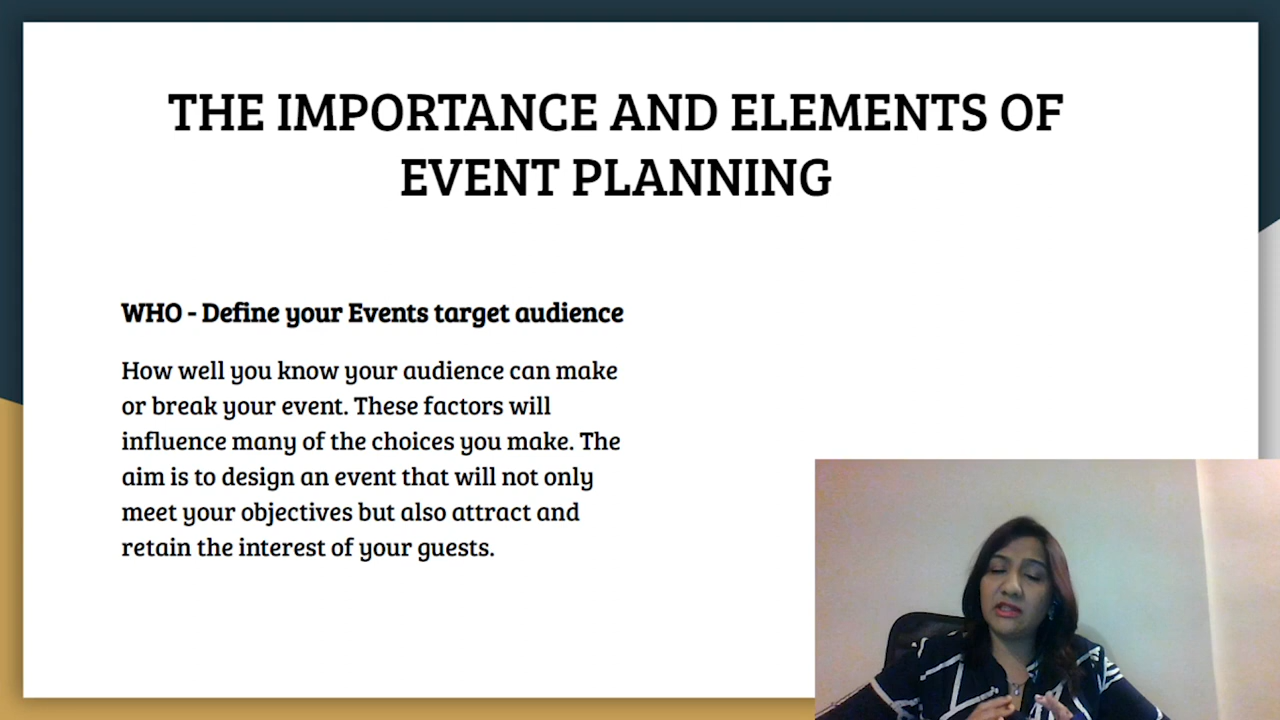 THE IMPORTANCE AND ELEMENTS OF
EVENT PLANNING
WHO - Define your Events target audience
How well you know your audience can make
or break your event. These factors will
influence many of the choices you make. The
aim is to design an event that will not only
meet your objectives but also attract and
retain the interest of your guests.